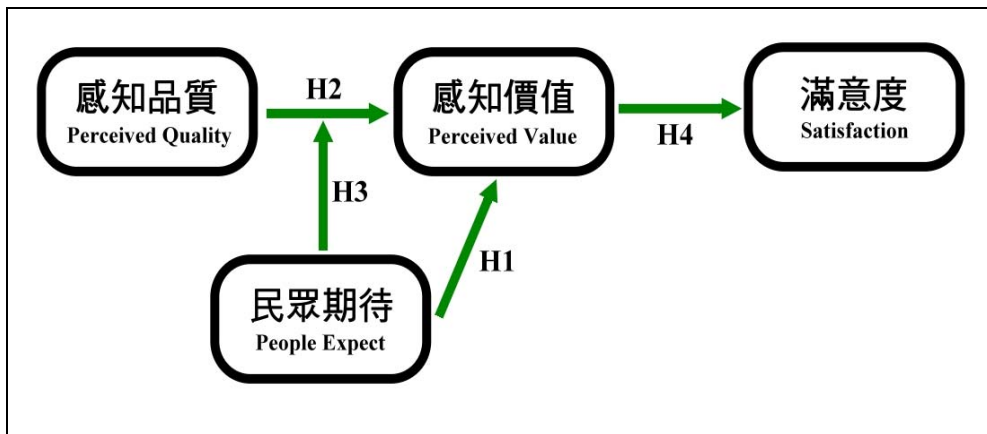 感知品質
Perceived Quality
H2
感知價值
Perceived Value
H4
滿意度
Satisfaction
H3
H1
民眾期待
People Expect